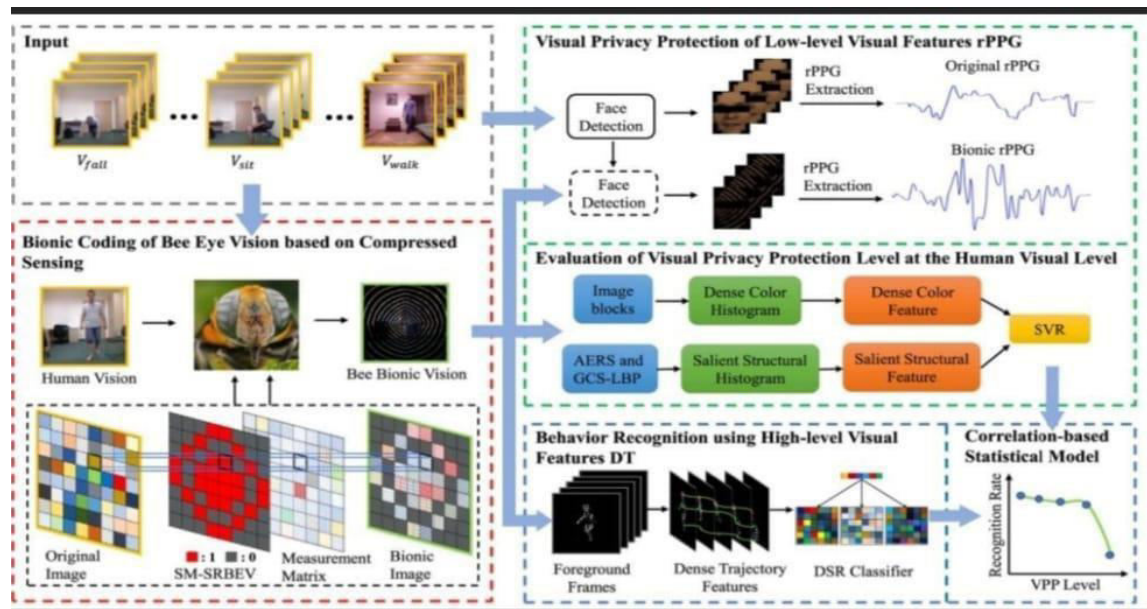 Input
V_fall
V_sit
V_walk
Bionic Coding of Bee Eye Vision based on Compressed
Sensing
Human Vision
Bee Bionic Vision
Original
Image
: 1
: 0
SM-SRBEV
Measurement
Matrix
Bionic
Image
Visual Privacy Protection of Low-level Visual Features rPPG
Face
Detection
rPPG
Extraction
Original rPPG
Face
Detection
rPPG
Extraction
Bionic rPPG
Evaluation of Visual Privacy Protection Level at the Human Visual Level
Image
blocks
Dense Color
Histogram
Dense Color
Feature
AERS and
GCS-LBP
Salient Structural
Histogram
Salient Structural
Feature
SVR
Behavior Recognition using High-level Visual
Features DT
Foreground
Frames
Dense Trajectory
Features
DSR Classifier
Correlation-based
Statistical Model
Recognition Rate
VPP Level